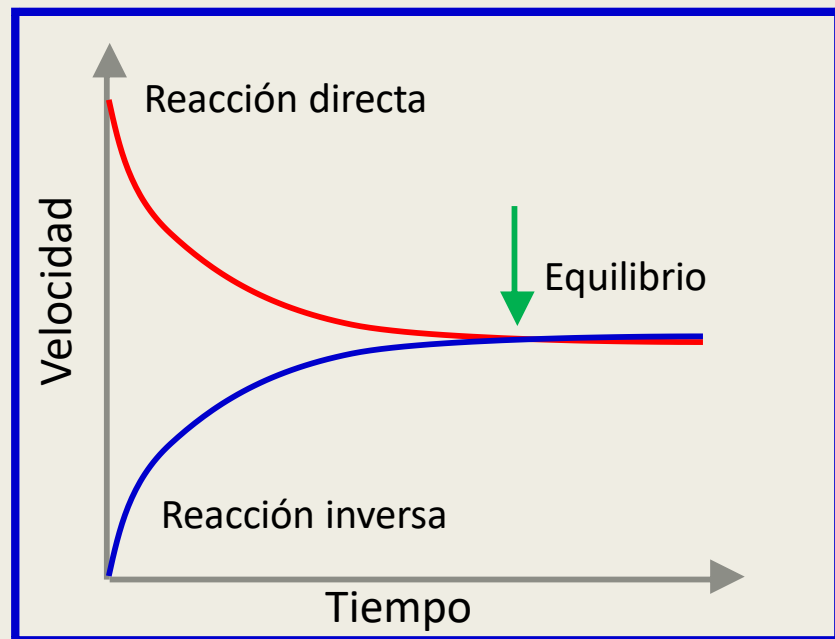 Reacción directa
Velocidad
Equilibrio
Reacción inversa
Tiempo